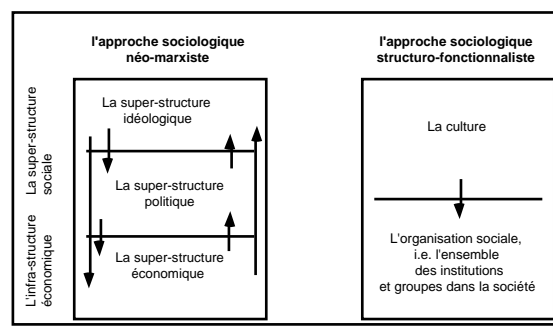 l'approche sociologique
néo-marxiste
l'approche sociologique
structuro-fonctionnaliste
La super-structure
sociale
L'infra-structure
économique
La super-structure
idéologique
La super-structure
politique
La super-structure
économique
La culture
L'organisation sociale,
i.e. l'ensemble
des institutions
et groupes dans la société